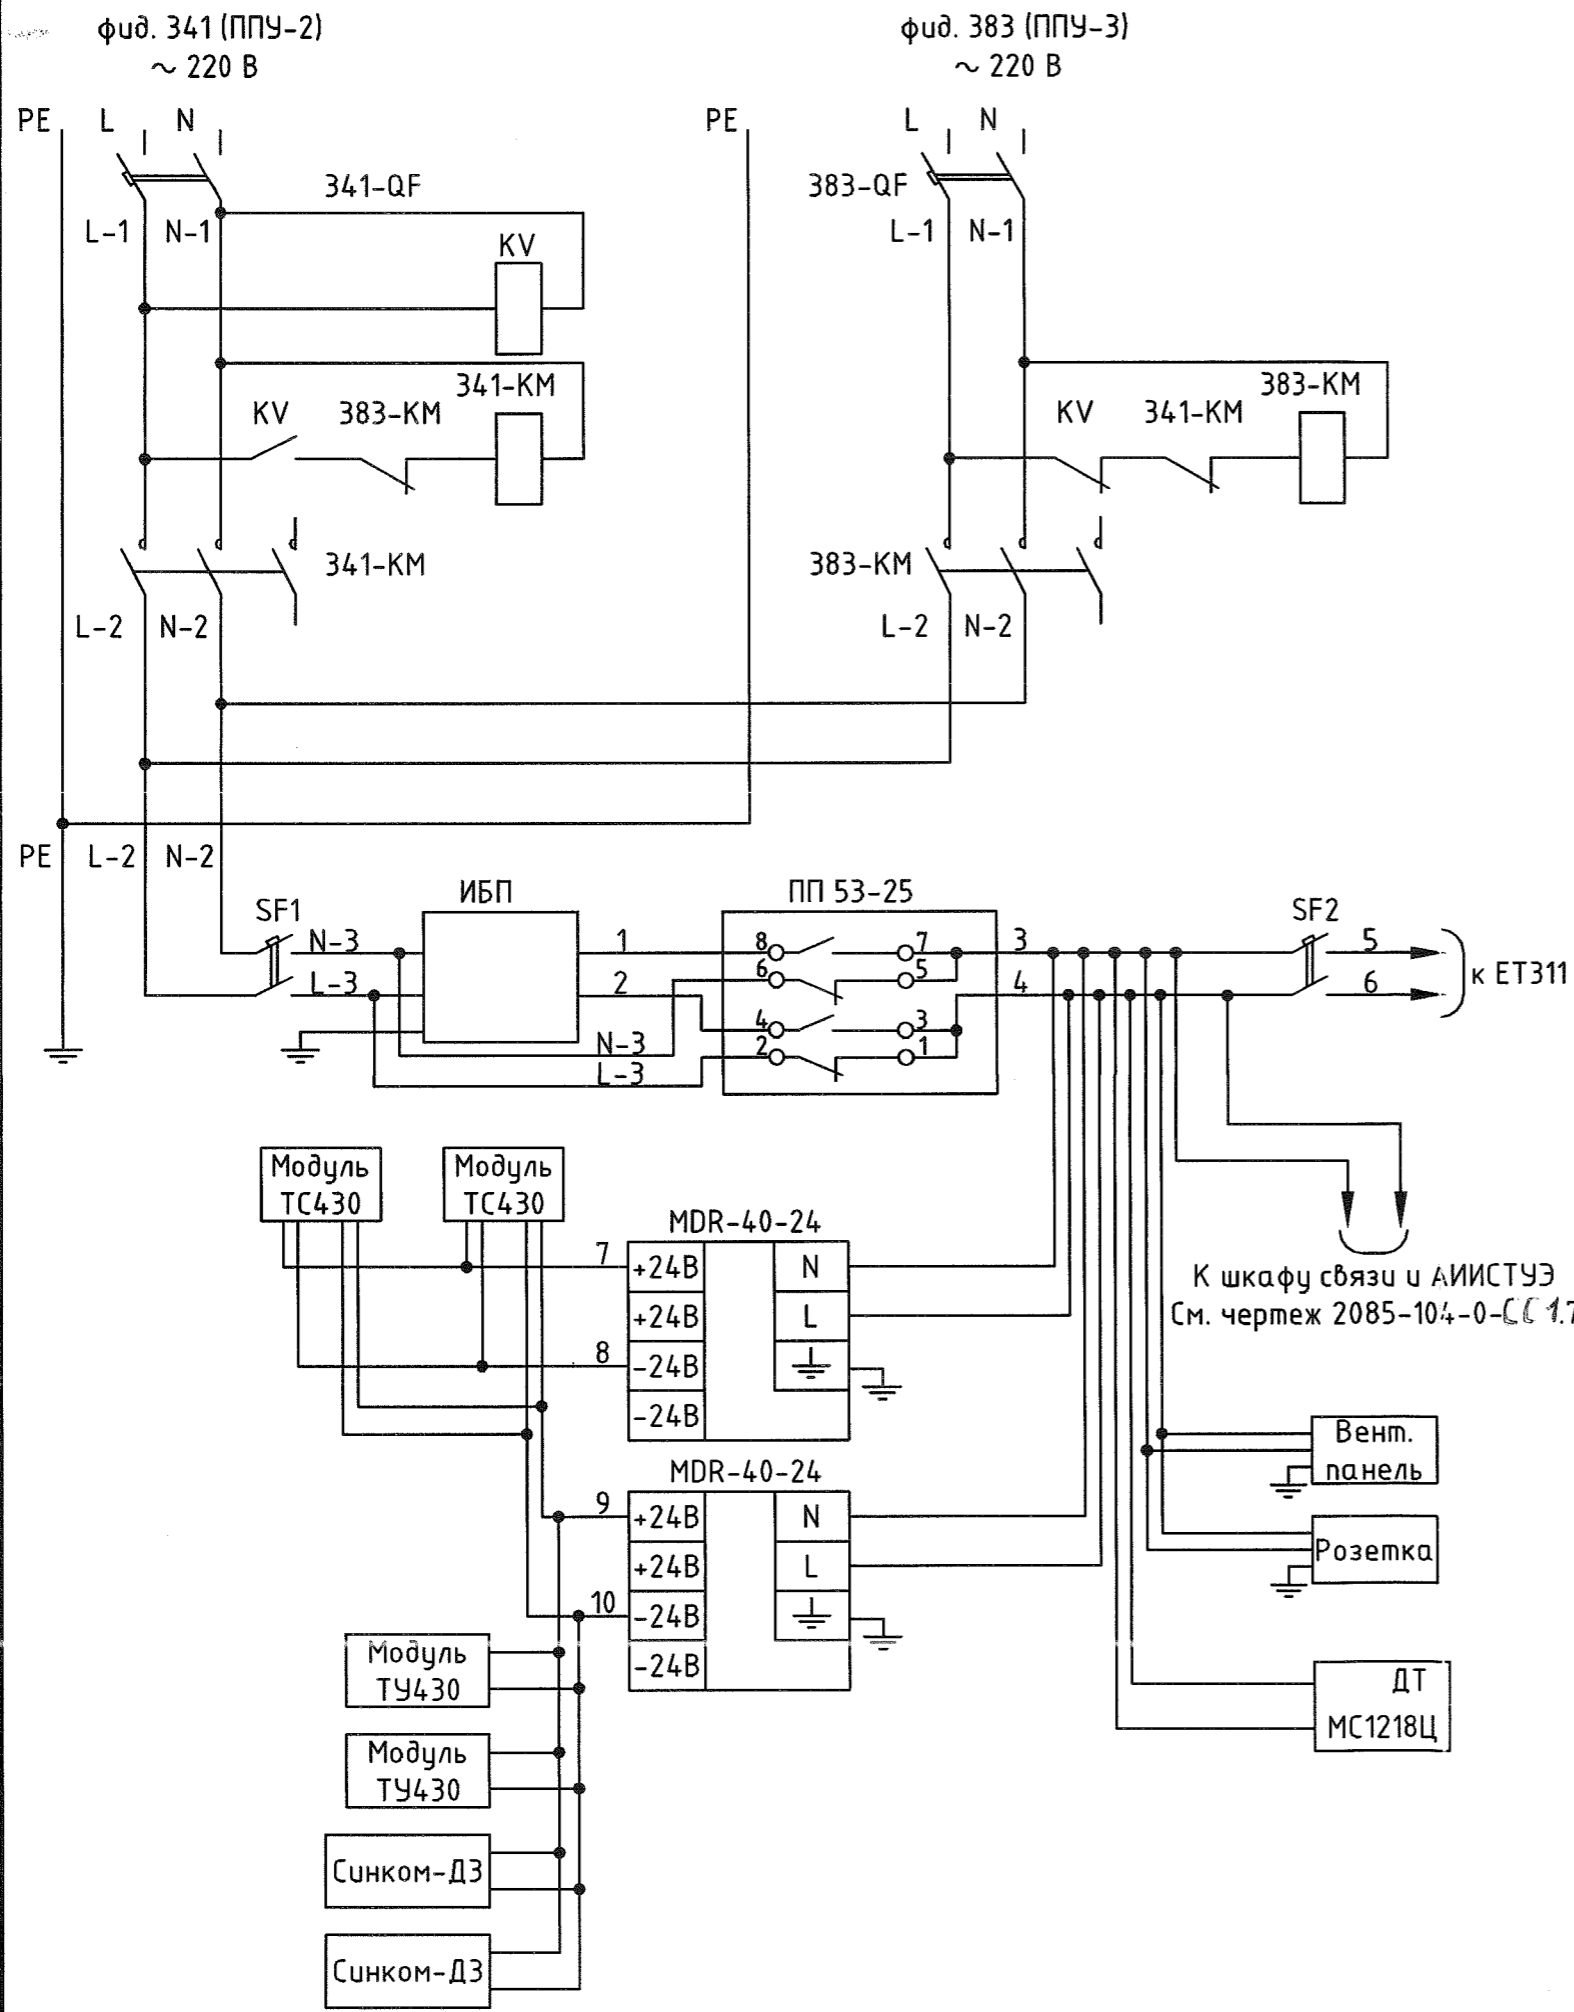 фид. 341 (ППУ-2)
~ 220 В
фид. 383 (ППУ-3)
~ 220 В
PE L N
PE L N
341-QF
383-QF
L-1 N-1
L-1 N-1
KV
341-KM
KV 383-KM
383-KM
KV 341-KM
341-KM
383-KM
L-2 N-2
L-2 N-2
PE L-2 N-2
SF1
ИБП
ПП 53-25
SF2
N-3
1
8 7
3
5
6 5
L-3
2
4
6
к ЕТ311
4 3
N-3
2 1
L-3
Модуль
ТС430
Модуль
ТС430
MDR-40-24
7
+24В N
+24В L
8
-24В
-24В
К шкафу связи и АИИСТУЭ
См. чертеж 2085-104-0-СС1.7
MDR-40-24
9
+24В N
+24В L
10
-24В
-24В
Вент.
панель
Розетка
ДТ
МС1218Ц
Модуль
ТУ430
Модуль
ТУ430
Синком-ДЗ
Синком-ДЗ